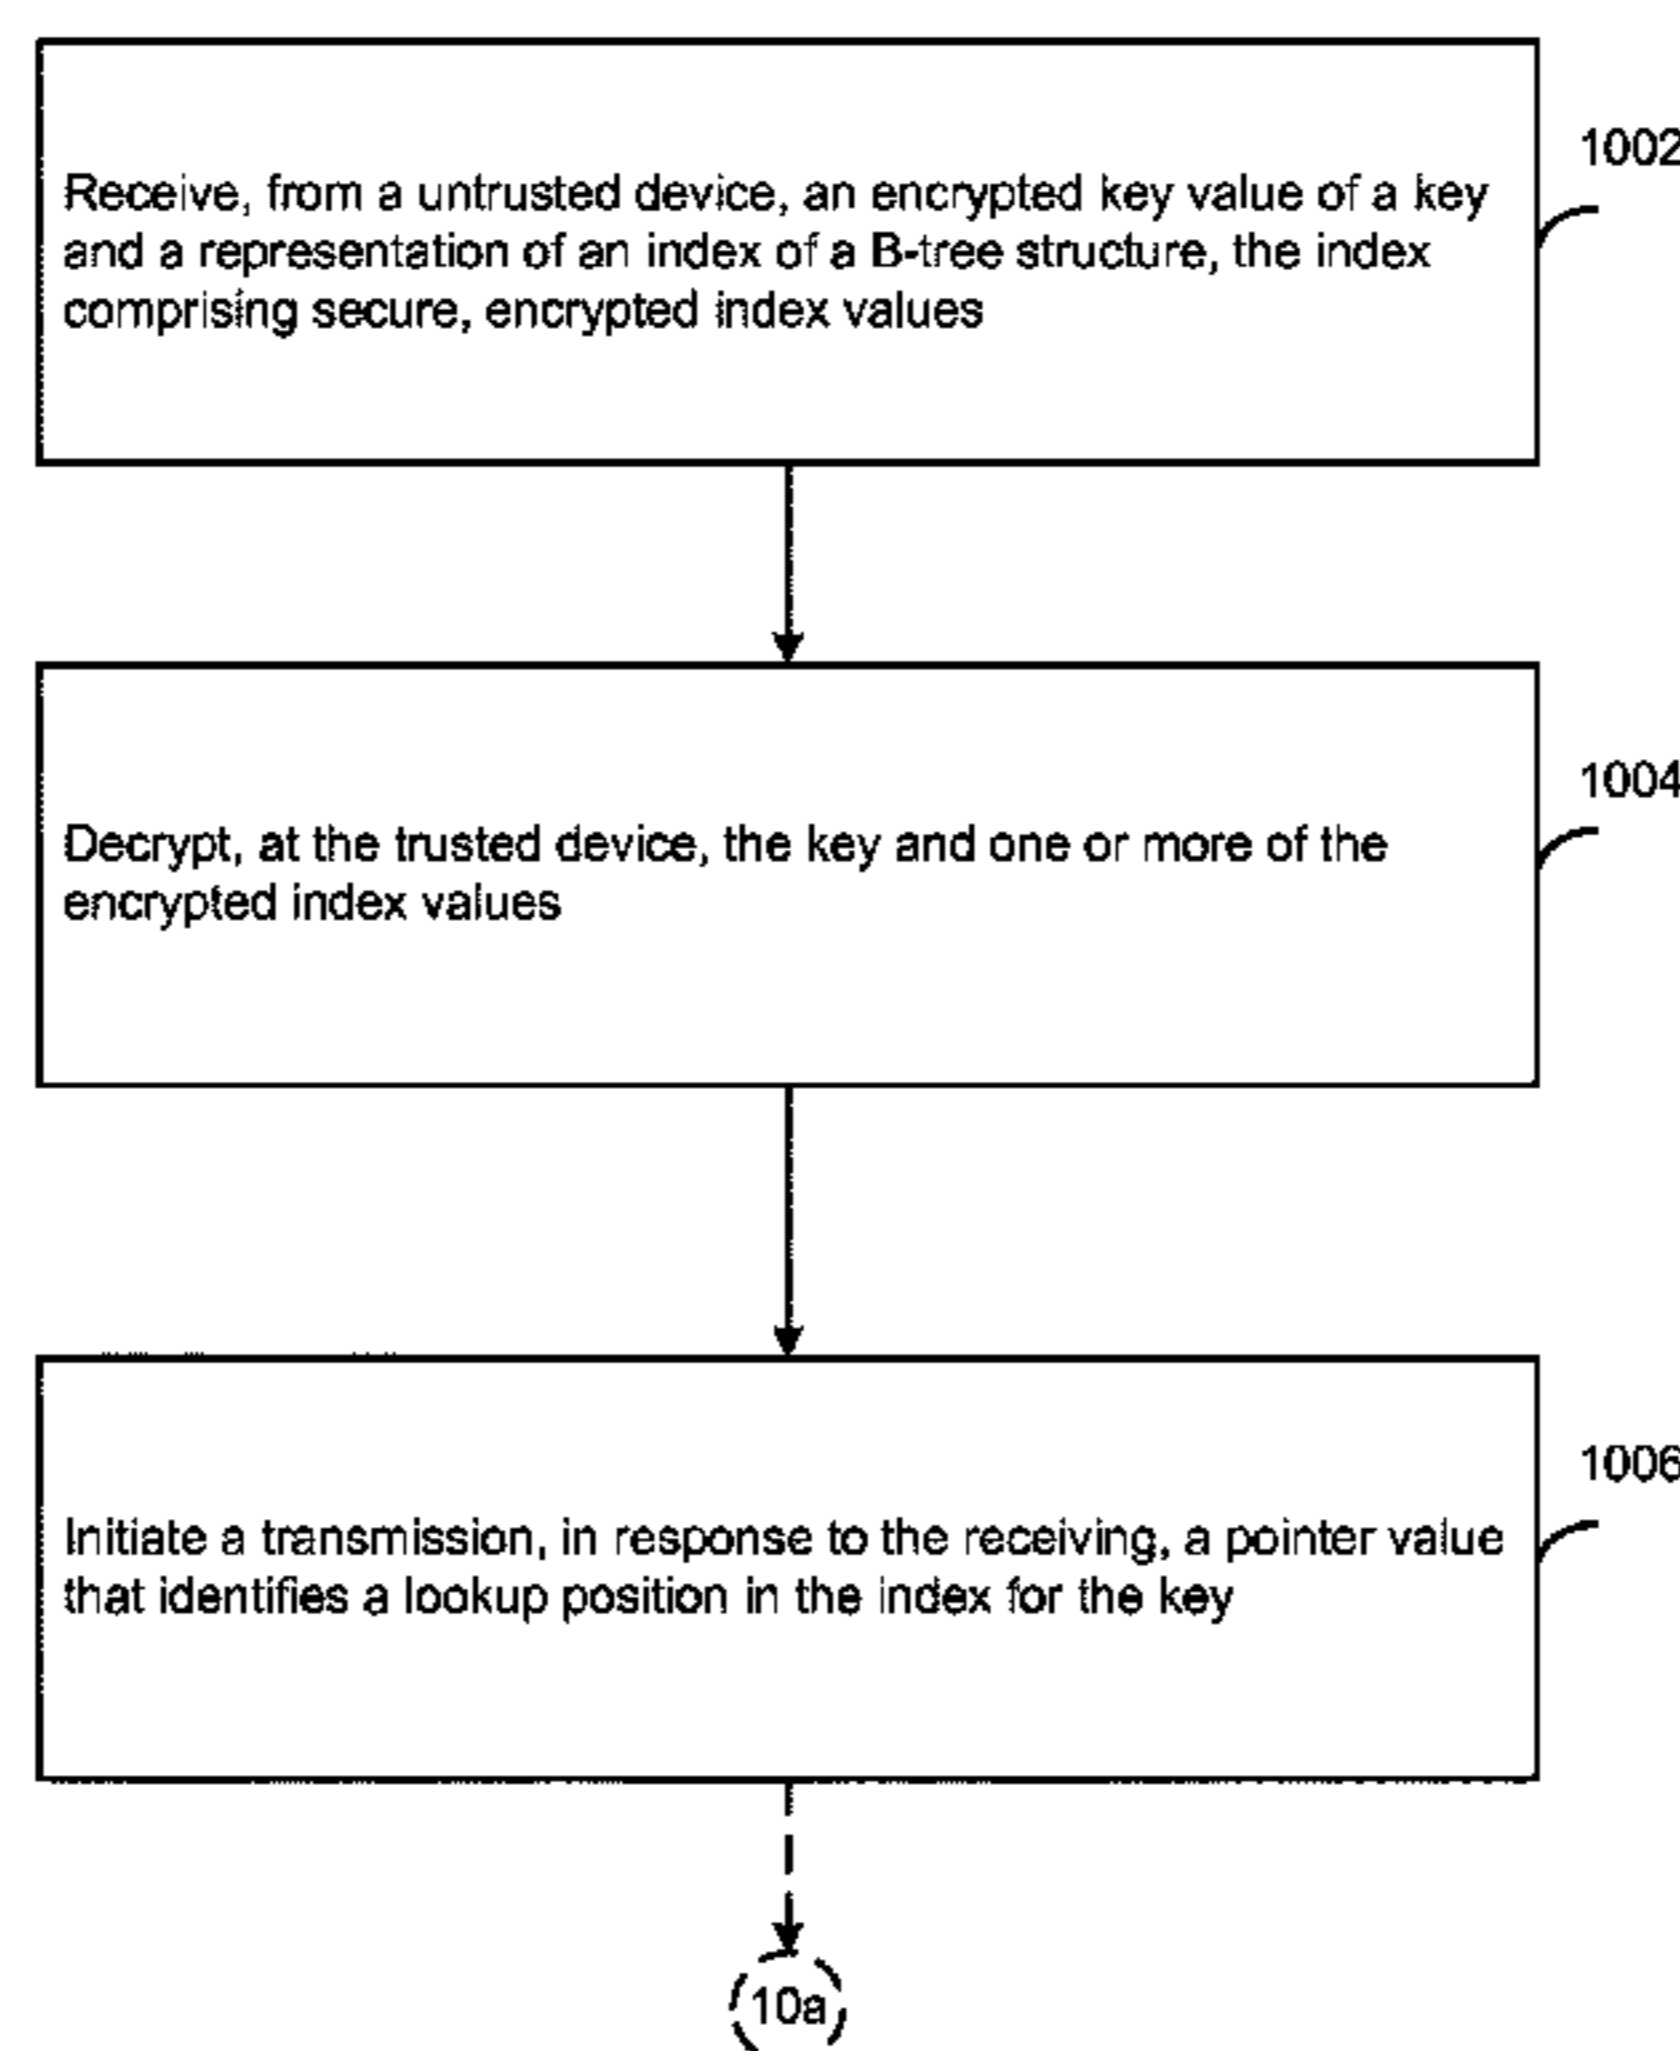 1002
Receive, from a untrusted device, an encrypted key value of a key
and a representation of an index of a B-tree structure, the index
comprising secure, encrypted index values
1004
Decrypt, at the trusted device, the key and one or more of the
encrypted index values
1006
Initiate a transmission, in response to the receiving, a pointer value
that identifies a lookup position in the index for the key
10a